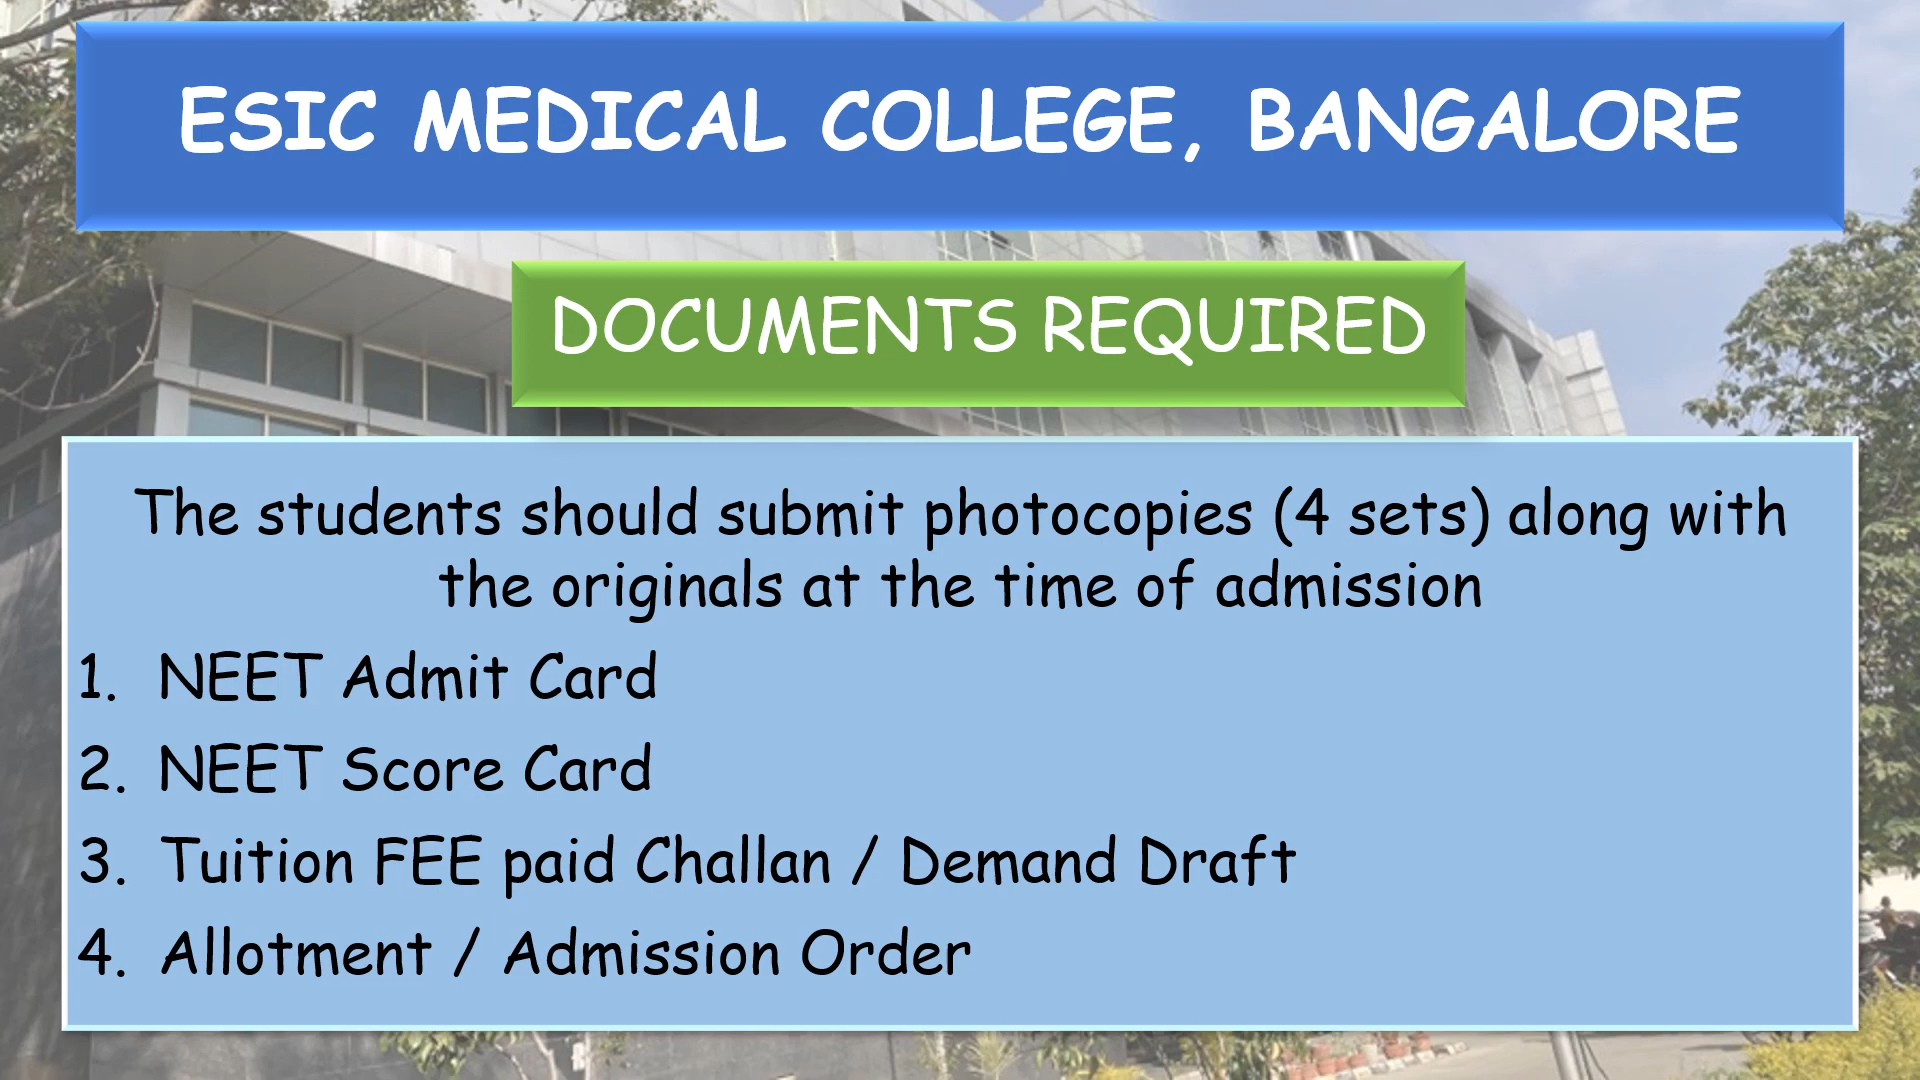 ESIC MEDICAL COLLEGE, BANGALORE
DOCUMENTS REQUIRED
The students should submit photocopies (4 sets) along with
the originals at the time of admission
1. NEET Admit Card
2. NEET Score Card
3. Tuition FEE paid Challan / Demand Draft
4. Allotment / Admission Order